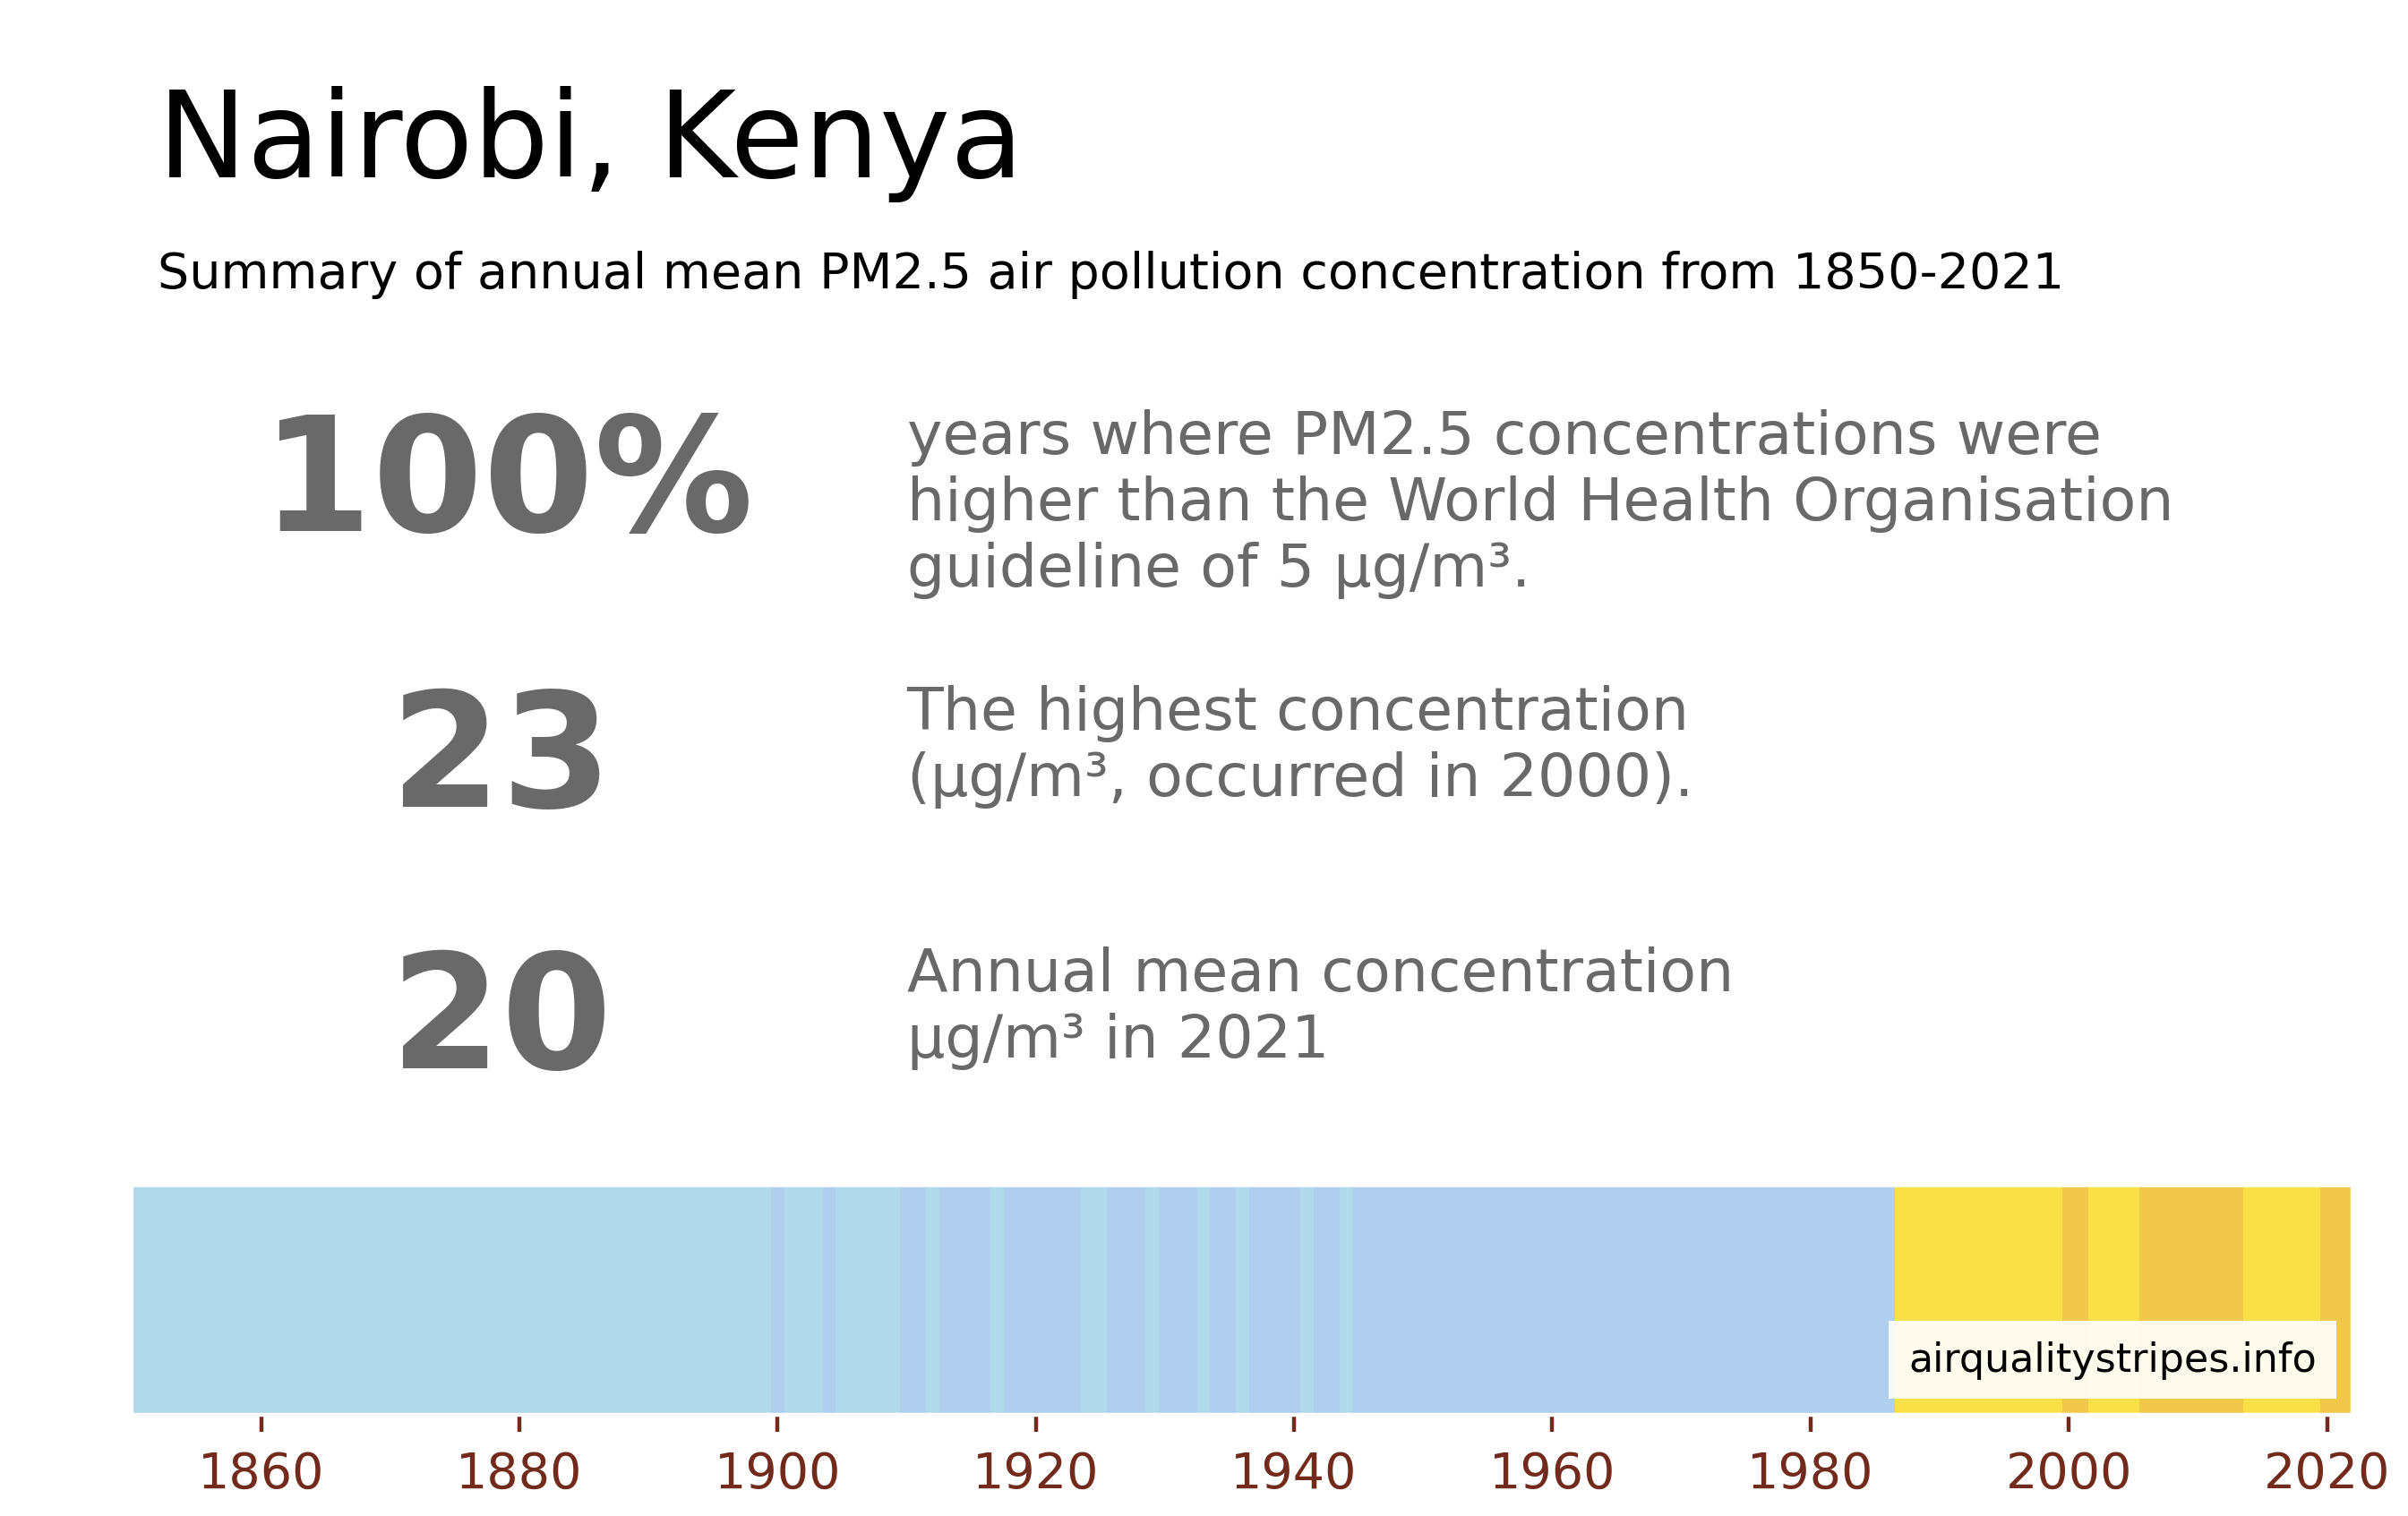 Nairobi, Kenya
Summary of annual mean PM2.5 air pollution concentration from 1850-2021
100%
years where PM2.5 concentrations were
higher than the World Health Organisation
guideline of 5 µg/m³.
23
The highest concentration
(µg/m³, occurred in 2000).
20
Annual mean concentration
µg/m³ in 2021
airqualitystripes.info
1860 1880 1900 1920 1940 1960 1980 2000 2020